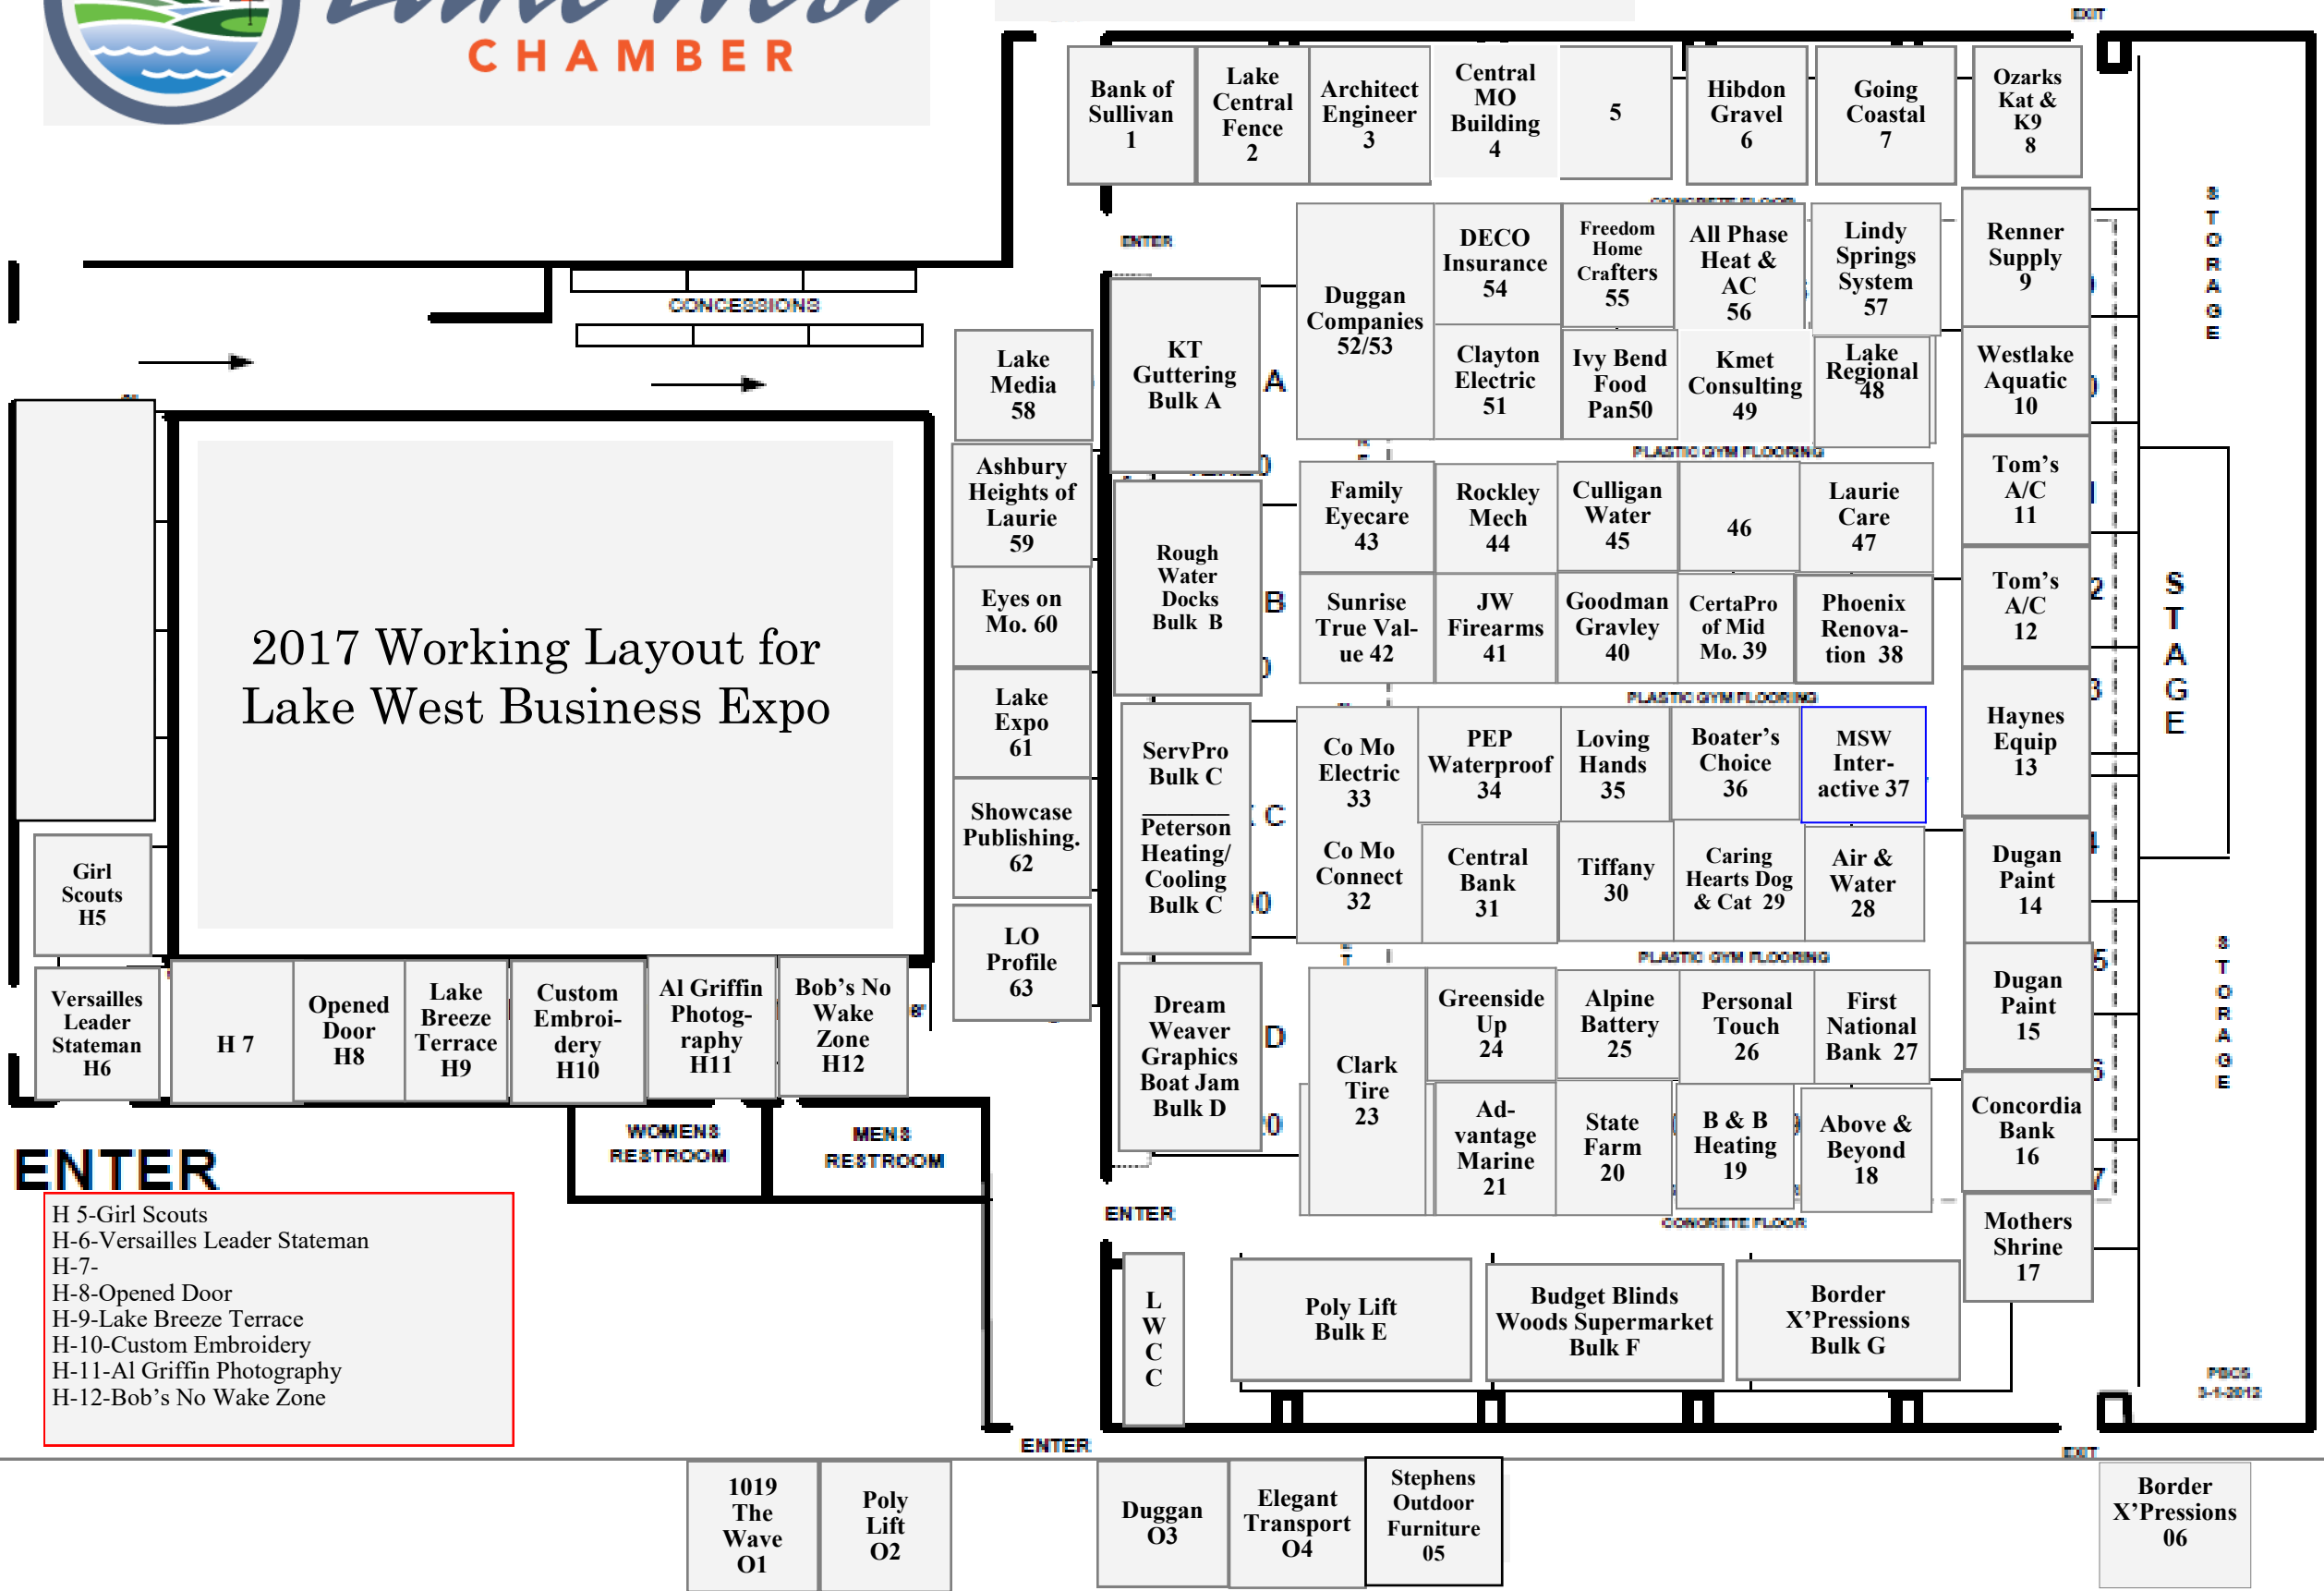 CHAMBER
EXIT
Bank of
Sullivan
1
Lake
Central
Fence
2
Architect
Engineer
3
Central
MO
Building
4
5
Hibdon
Gravel
6
Going
Coastal
7
Ozarks
Kat &
K9
8
ENTER
CONCRETE FLOOR
Duggan
Companies
52/53
DECO
Insurance
54
Freedom
Home
Crafters
55
All Phase
Heat &
AC
56
Lindy
Springs
System
57
Renner
Supply
9
STORAGE
CONCESSIONS
Lake
Media
58
KT
Guttering
Bulk A
A
Clayton
Electric
51
Ivy Bend
Food
Pan50
Kmet
Consulting
49
Lake
Regional
48
Westlake
Aquatic
10
PLASTIC GYM FLOORING
Ashbury
Heights of
Laurie
59
Family
Eyecare
43
Rockley
Mech
44
Culligan
Water
45
46
Laurie
Care
47
Tom's
A/C
11
Rough
Water
Docks
Bulk B
B
Eyes on
Mo. 60
Sunrise
True Val-
ue 42
JW
Firearms
41
Goodman
Gravley
40
CertaPro
of Mid
Mo. 39
Phoenix
Renova-
tion 38
Tom's
A/C
12
STAGE
2017 Working Layout for
Lake West Business Expo
PLASTIC GYM FLOORING
Lake
Expo
61
ServPro
Bulk C
Peterson
Heating/
Cooling
Bulk C
C
Co Mo
Electric
33
PEP
Waterproof
34
Loving
Hands
35
Boater's
Choice
36
MSW
Inter-
active 37
Haynes
Equip
13
Showcase
Publishing.
62
Co Mo
Connect
32
Central
Bank
31
Tiffany
30
Caring
Hearts Dog
& Cat 29
Air &
Water
28
Dugan
Paint
14
Girl
Scouts
H5
LO
Profile
63
PLASTIC GYM FLOORING
Versailles
Leader
Stateman
H6
H 7
Opened
Door
H8
Lake
Breeze
Terrace
H9
Custom
Embroi-
dery
H10
Al Griffin
Photog-
raphy
H11
Bob's No
Wake
Zone
H12
Dream
Weaver
Graphics
Boat Jam
Bulk D
D
Clark
Tire
23
Greenside
Up
24
Alpine
Battery
25
Personal
Touch
26
First
National
Bank 27
Dugan
Paint
15
STORAGE
Ad-
vantage
Marine
21
State
Farm
20
B & B
Heating
19
Above &
Beyond
18
Concordia
Bank
16
WOMENS
RESTROOM
MENS
RESTROOM
ENTER
ENTER
CONCRETE FLOOR
Mothers
Shrine
17
H 5-Girl Scouts
H-6-Versailles Leader Stateman
H-7-
H-8-Opened Door
H-9-Lake Breeze Terrace
H-10-Custom Embroidery
H-11-Al Griffin Photography
H-12-Bob's No Wake Zone
L
W
C
C
Poly Lift
Bulk E
Budget Blinds
Woods Supermarket
Bulk F
Border
X'Pressions
Bulk G
ENTER
EXIT
1019
The
Wave
O1
Poly
Lift
O2
Duggan
O3
Elegant
Transport
O4
Stephens
Outdoor
Furniture
05
Border
X'Pressions
06